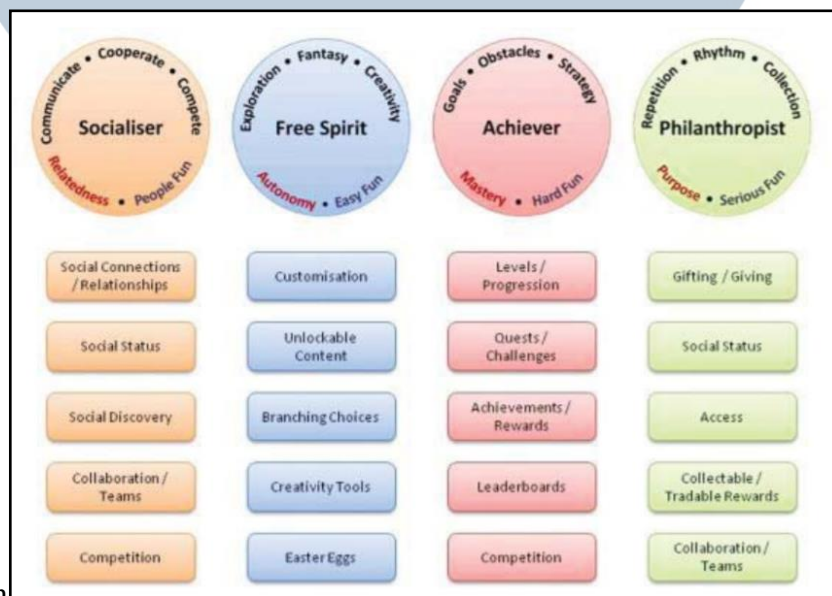 Communicate • Cooperate • Compete
Socialiser
Relatedness • People Fun
Exploration • Fantasy • Creativity
Free Spirit
Autonomy • Easy Fun
Goals • Obstacles • Strategy
Achiever
Mastery • Hard Fun
Repetition • Rhythm • Collection
Philanthropist
Purpose • Serious Fun
Social Connections
/ Relationships
Customisation
Levels /
Progression
Gifting / Giving
Social Status
Unlockable
Content
Quests /
Challenges
Social Status
Social Discovery
Branching Choices
Achievements /
Rewards
Access
Collaboration /
Teams
Creativity Tools
Leaderboards
Collectable /
Tradable Rewards
Competition
Easter Eggs
Competition
Collaboration /
Teams